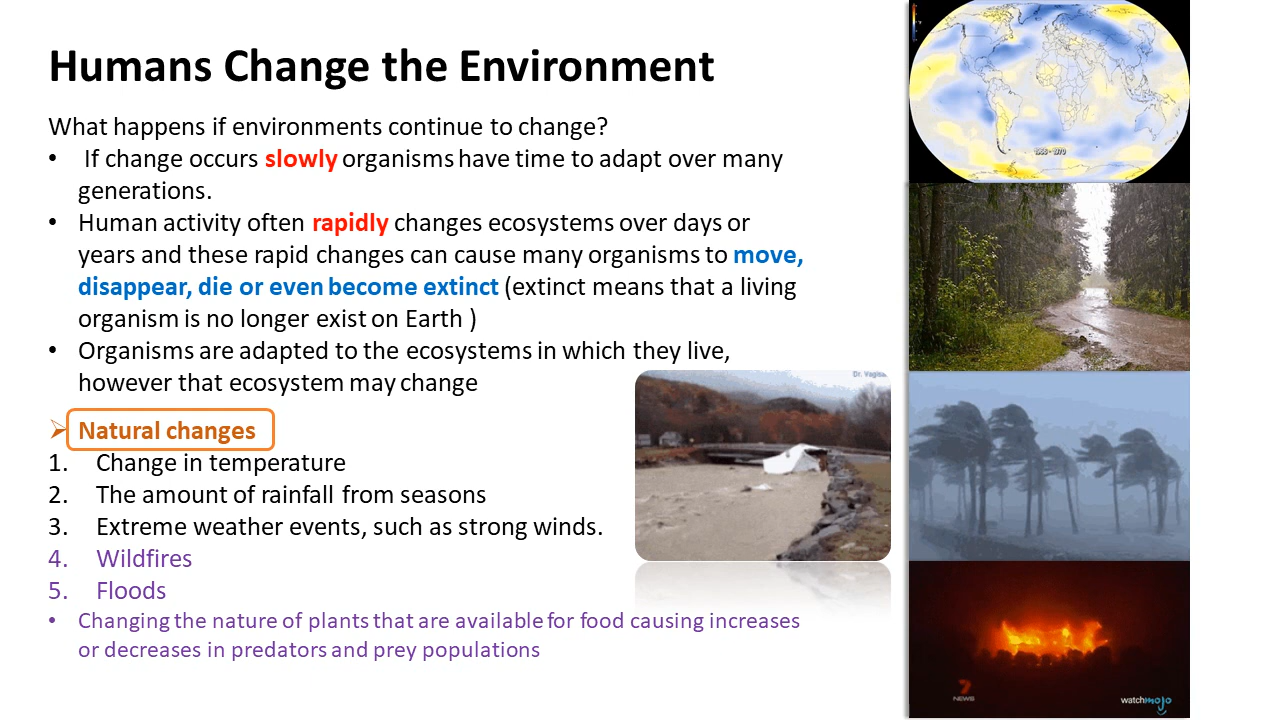 Humans Change the Environment
What happens if environments continue to change?
• If change occurs slowly organisms have time to adapt over many
generations.
• Human activity often rapidly changes ecosystems over days or
years and these rapid changes can cause many organisms to move,
disappear, die or even become extinct (extinct means that a living
organism is no longer exist on Earth )
• Organisms are adapted to the ecosystems in which they live,
however that ecosystem may change
➢ Natural changes
1. Change in temperature
2. The amount of rainfall from seasons
3. Extreme weather events, such as strong winds.
4. Wildfires
5. Floods
• Changing the nature of plants that are available for food causing increases
or decreases in predators and prey populations
1966 - 1970
7
NEWS
watchmojo